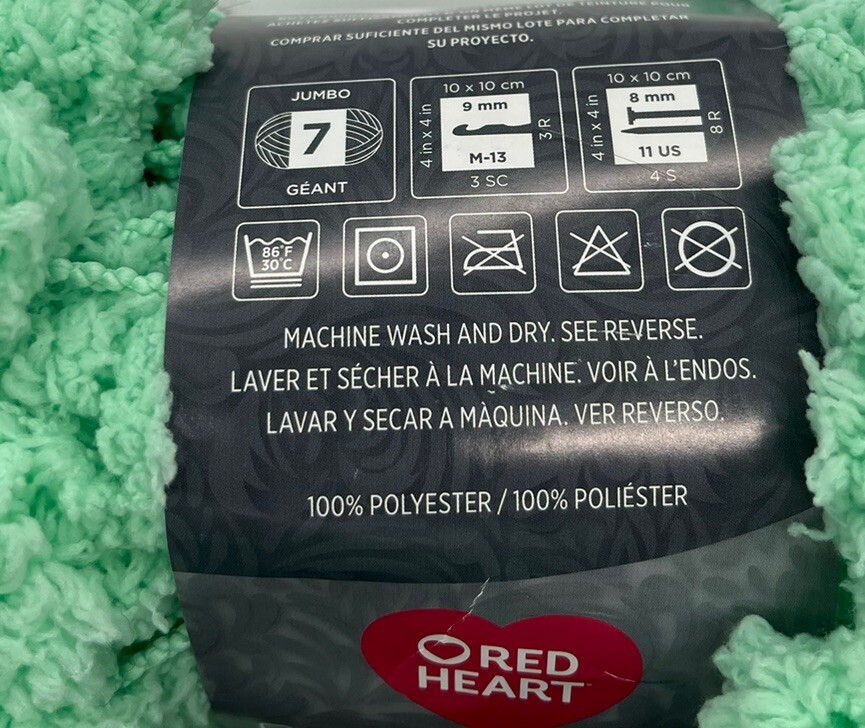 COMPLÉTER LE PROJET.
COMPRAR SUFICIENTE DEL MISMO LOTE PARA COMPLETAR
SU PROYECTO.
JUMBO
7
GÉANT
10 x 10 cm
4 in x 4 in
9 mm
M-13
3 R
3 SC
10 x 10 cm
4 in x 4 in
8 mm
11 US
8 R
4 S
86°F
30°C
MACHINE WASH AND DRY. SEE REVERSE.
LAVER ET SÉCHER À LA MACHINE. VOIR À L'ENDOS.
LAVAR Y SECAR A MÀQUINA. VER REVERSO.
100% POLYESTER / 100% POLIÉSTER
RED
HEART